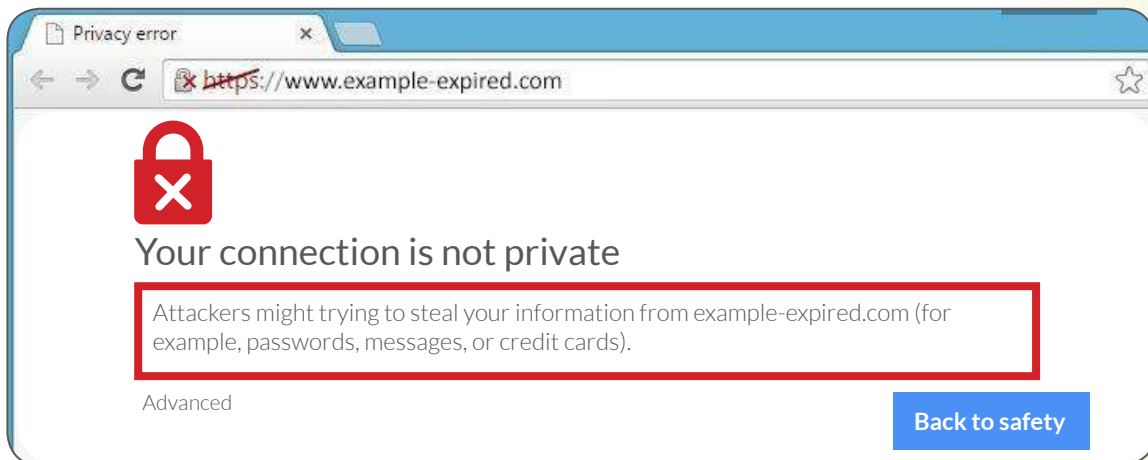 Privacy error
https://www.example-expired.com
Your connection is not private
Attackers might trying to steal your information from example-expired.com (for
example, passwords, messages, or credit cards).
Advanced
Back to safety